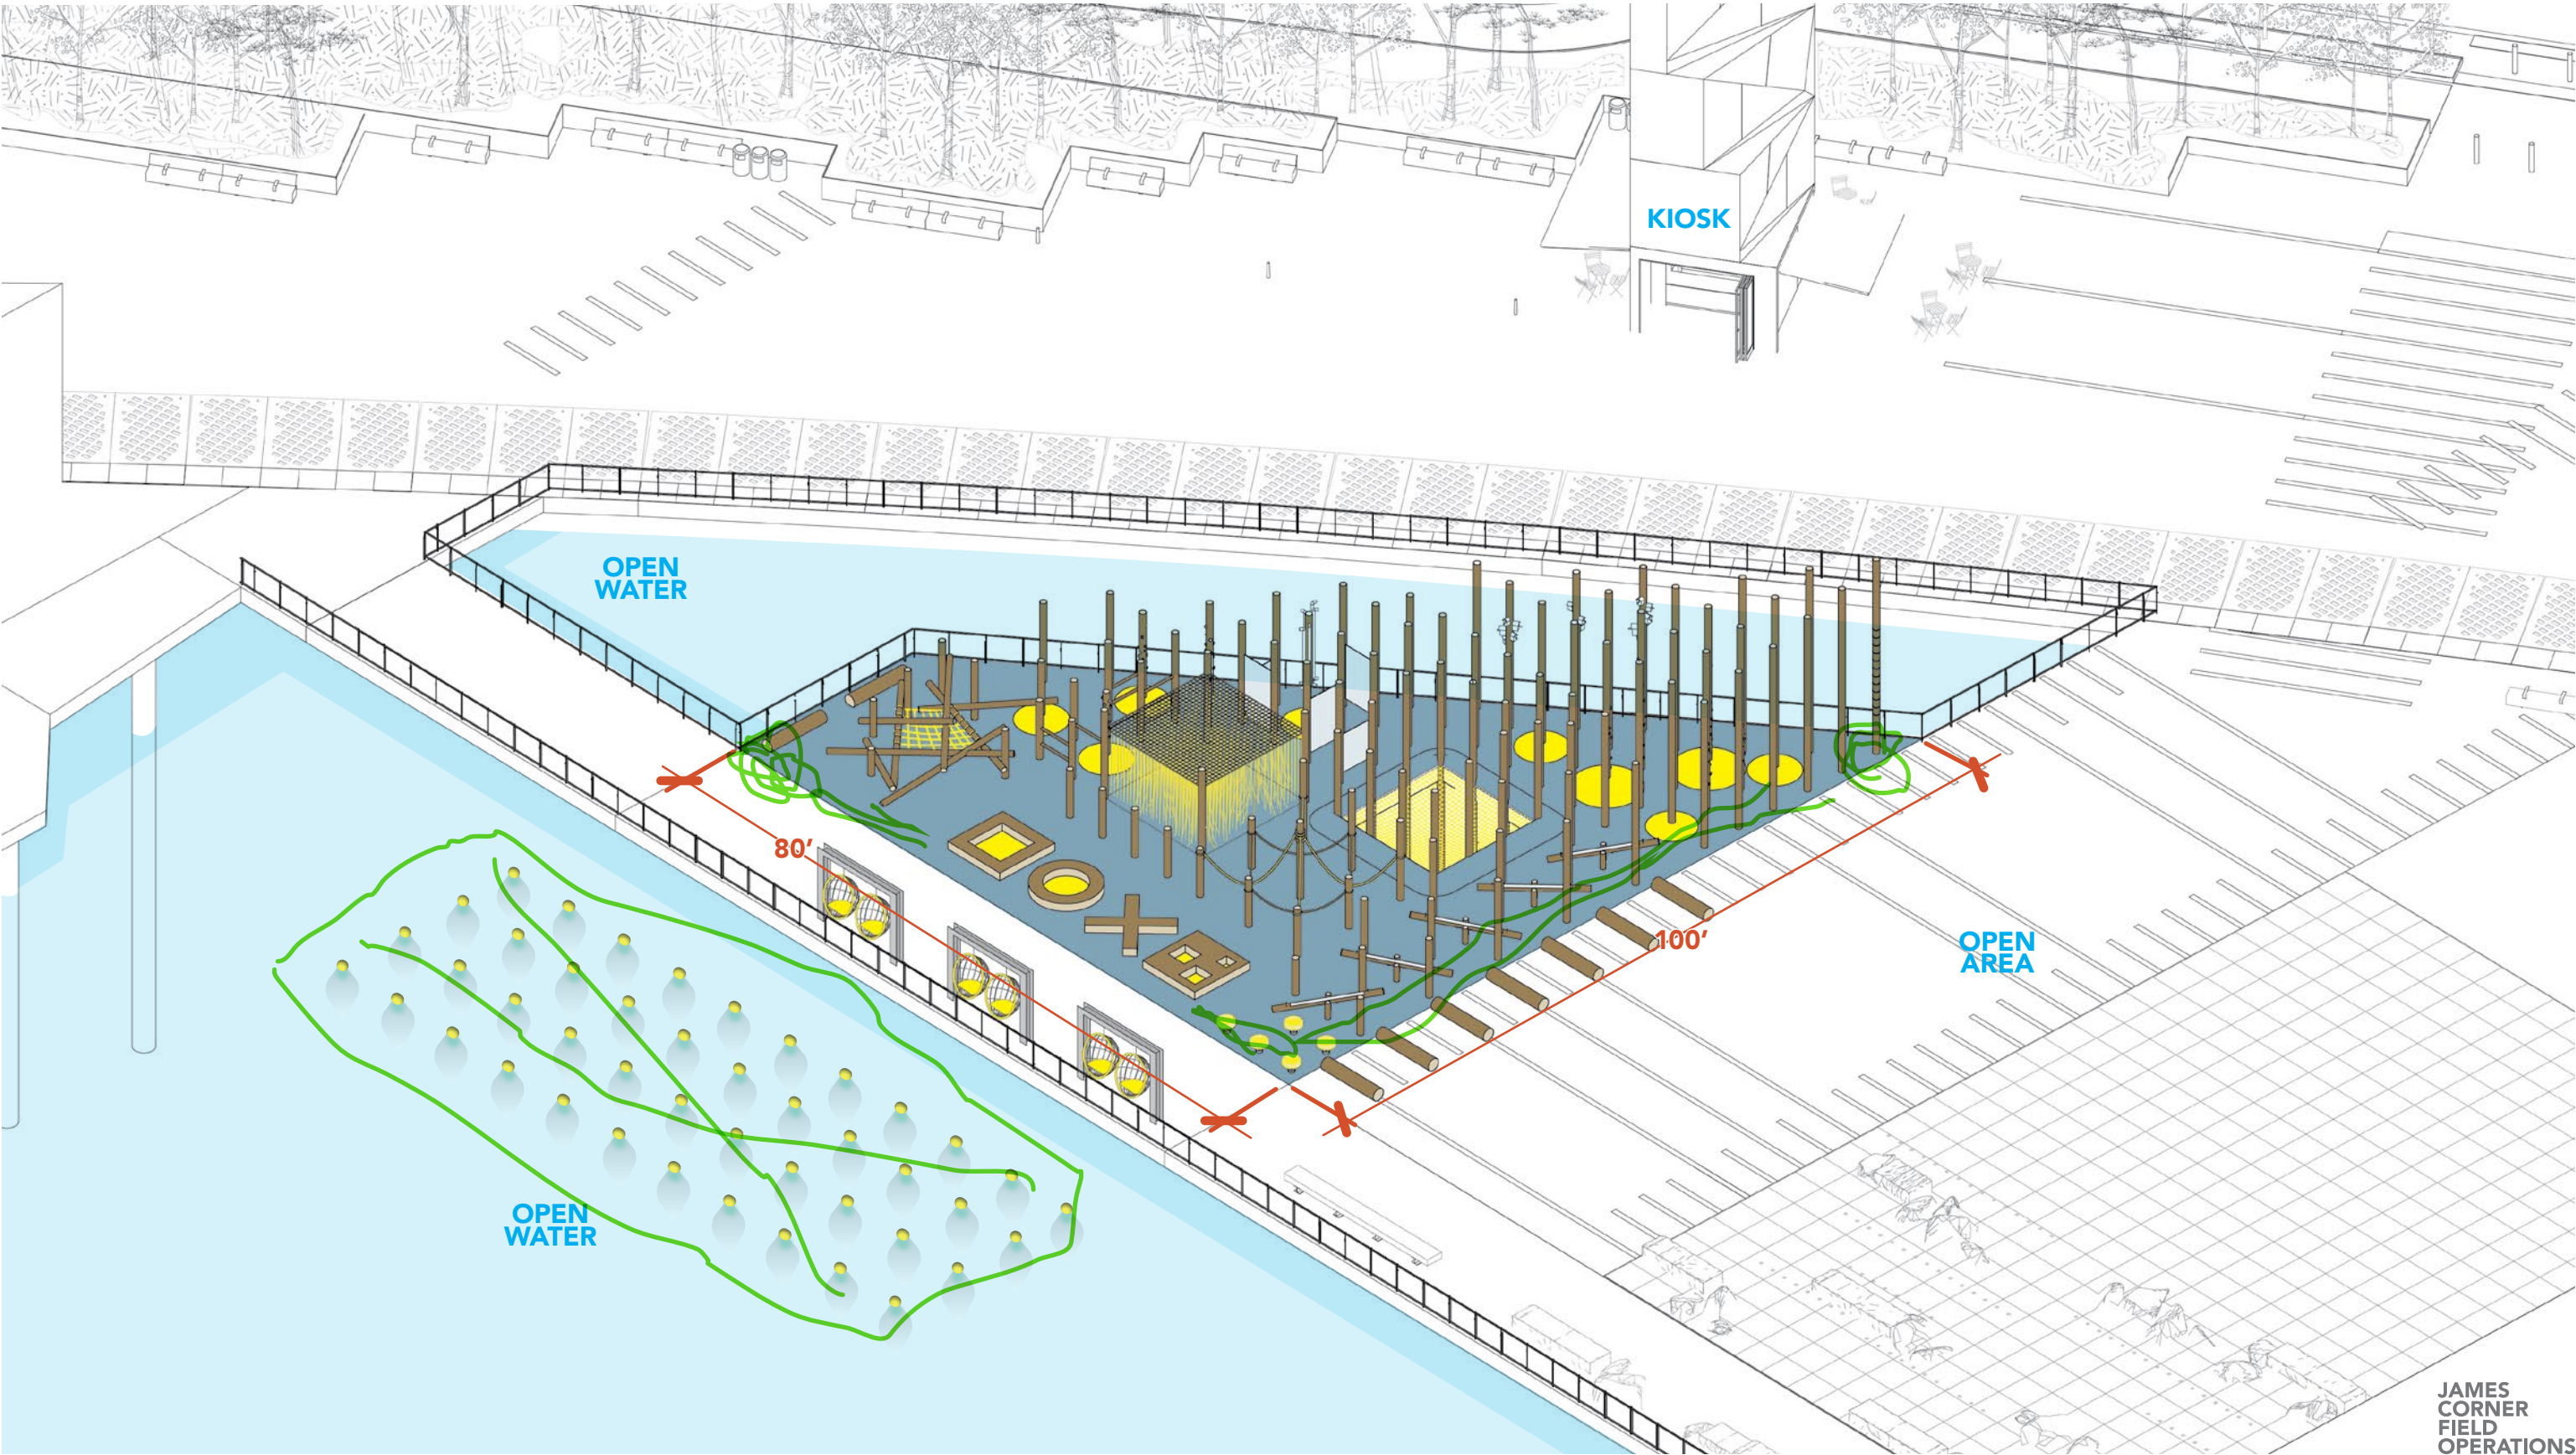 KIOSK
OPEN
WATER
80'
100'
OPEN
AREA
OPEN
WATER
JAMES
CORNER
FIELD
OPERATIONS